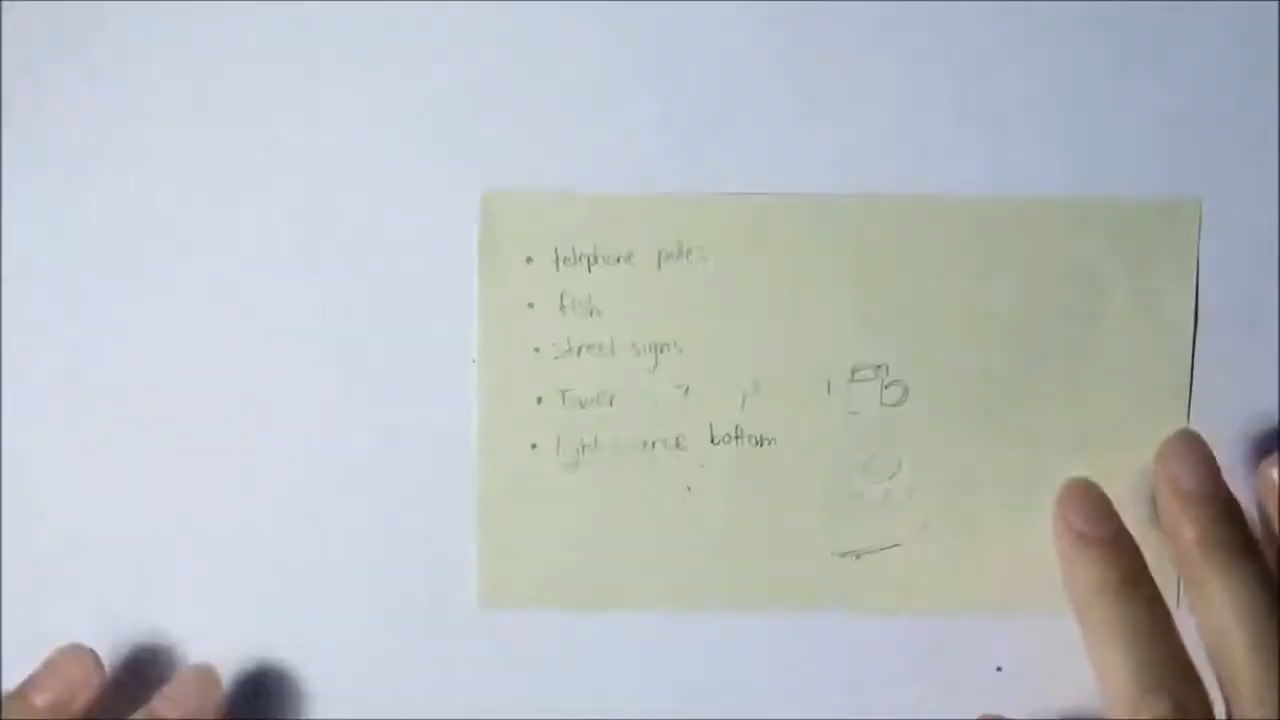 • telephone poles
• fish
• street signs
• Tower
• light source bottom